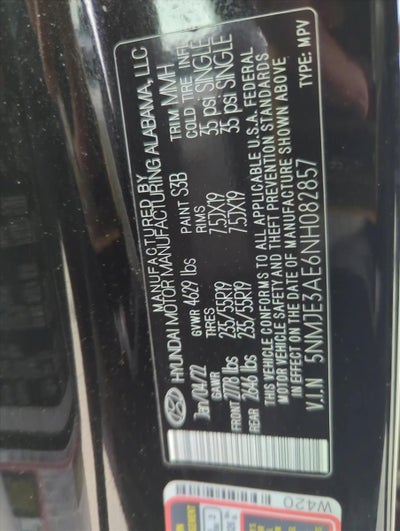 MANUFACTURED BY
HYUNDAI MOTOR MANUFACTURING ALABAMA, LLC
Jan/04/22 GVWR 4629 lbs PAINT S3B TRIM MMH
GAWR TIRES RIMS COLD TIRE. INFL
FRONT 2778 lbs 235/55R19 7.5JX19 35 psi SINGLE
REAR 2646 lbs 235/55R19 7.5JX19 35 psi SINGLE
THIS VEHICLE CONFORMS TO ALL APPLICABLE U.S.A. FEDERAL
MOTOR VEHICLE SAFETY AND THEFT PREVENTION STANDARDS
IN EFFECT ON THE DATE OF MANUFACTURE SHOWN ABOVE
V.I.N 5NMDE3AE6NH082857 TYPE: MPV
W420